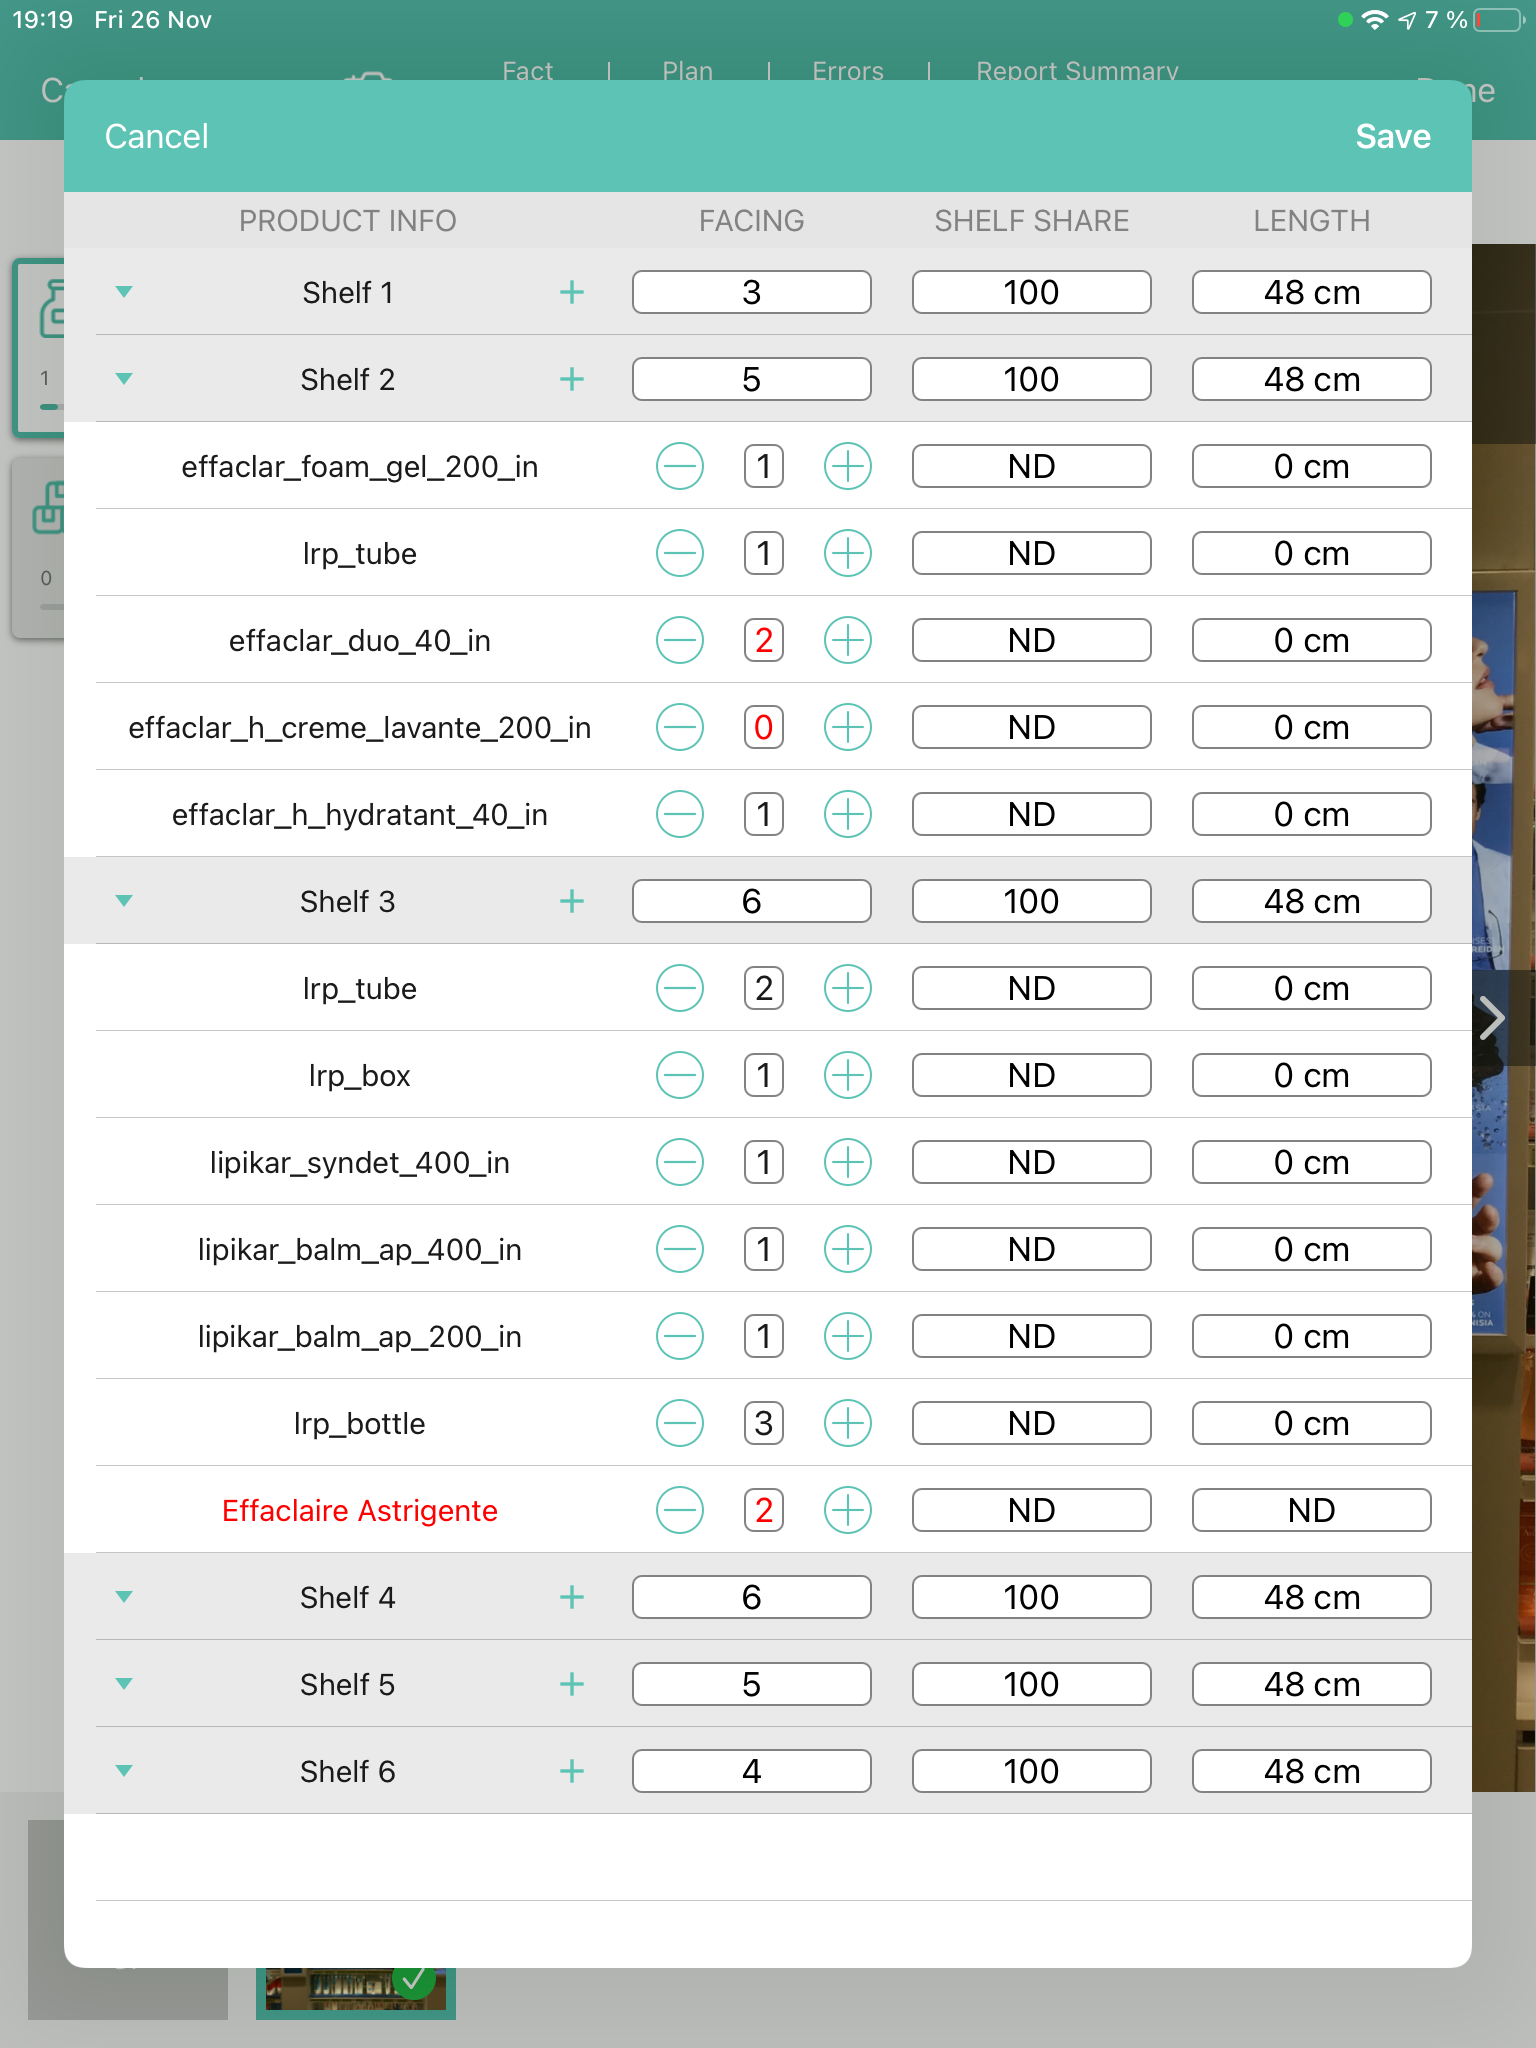 19:19 Fri 26 Nov 7 %
Fact | Plan | Errors | Report Summary
Cancel Save
PRODUCT INFO FACING SHELF SHARE LENGTH
Shelf 1 + 3 100 48 cm
1
Shelf 2 + 5 100 48 cm
effaclar_foam_gel_200_in 1 ND 0 cm
lrp_tube 1 ND 0 cm
0
effaclar_duo_40_in 2 ND 0 cm
effaclar_h_creme_lavante_200_in 0 ND 0 cm
effaclar_h_hydratant_40_in 1 ND 0 cm
Shelf 3 + 6 100 48 cm
lrp_tube 2 ND 0 cm
lrp_box 1 ND 0 cm
lipikar_syndet_400_in 1 ND 0 cm
lipikar_balm_ap_400_in 1 ND 0 cm
lipikar_balm_ap_200_in 1 ND 0 cm
lrp_bottle 3 ND 0 cm
Effaclaire Astrigente 2 ND ND
Shelf 4 + 6 100 48 cm
Shelf 5 + 5 100 48 cm
Shelf 6 + 4 100 48 cm